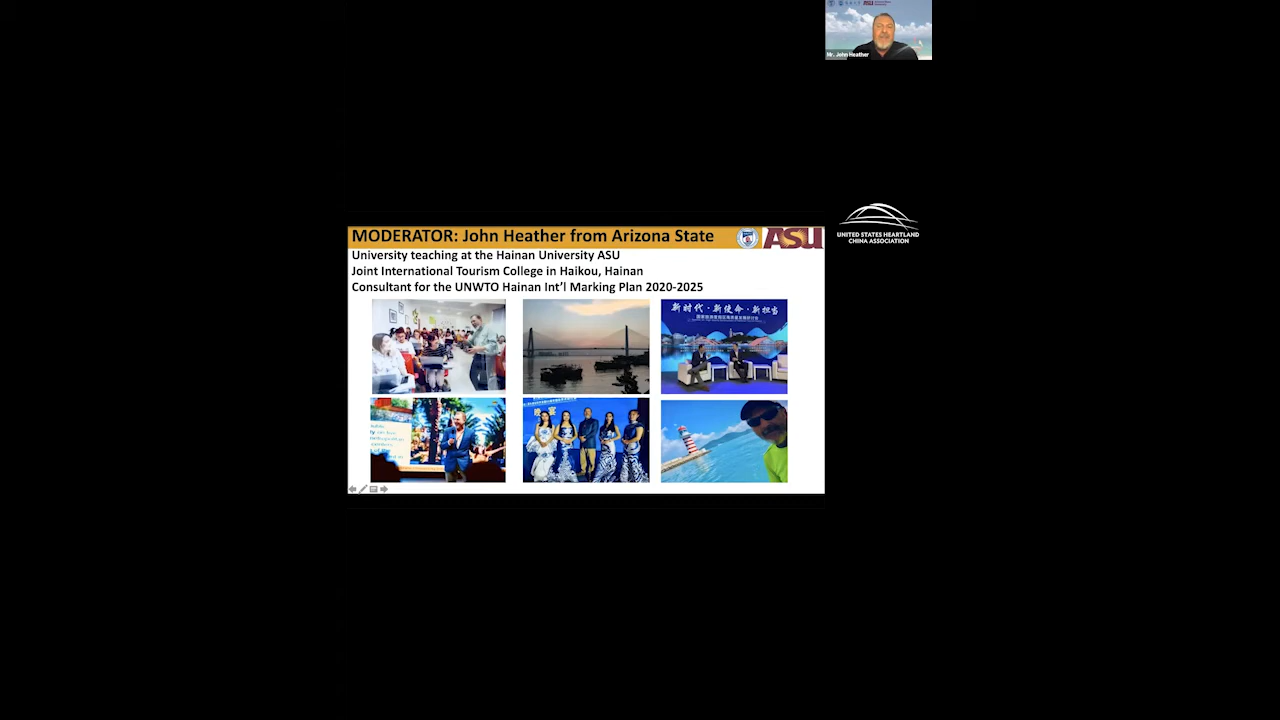 Mr. John Heather
UNITED STATES HEARTLAND
CHINA ASSOCIATION
MODERATOR: John Heather from Arizona State
ASU
University teaching at the Hainan University ASU
Joint International Tourism College in Haikou, Hainan
Consultant for the UNWTO Hainan Int'l Marking Plan 2020-2025
新时代·新使命·新担当